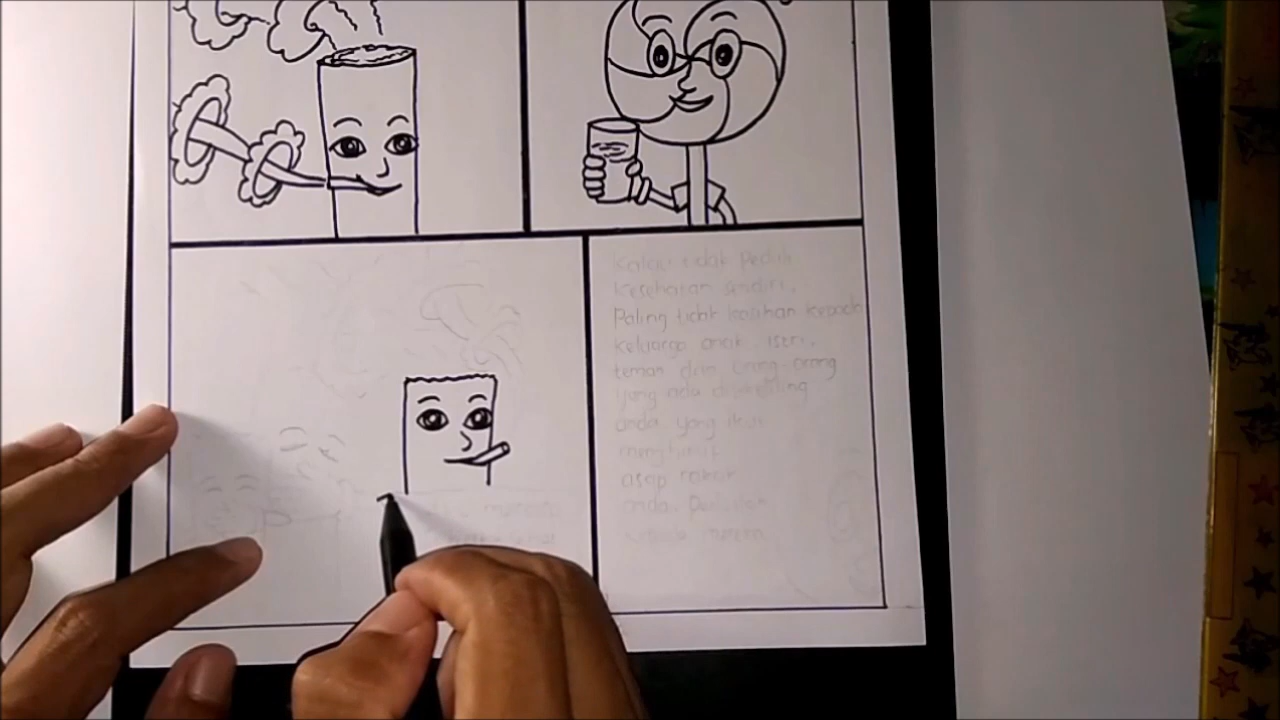 Kalau tidak Peduli
Kesehatan sendiri,
Paling tidak kasihan kepada
keluarga anak istri,
teman dan orang-orang
yang ada disekeliling
anda yang ikut
menghirup
asap rokok
anda.